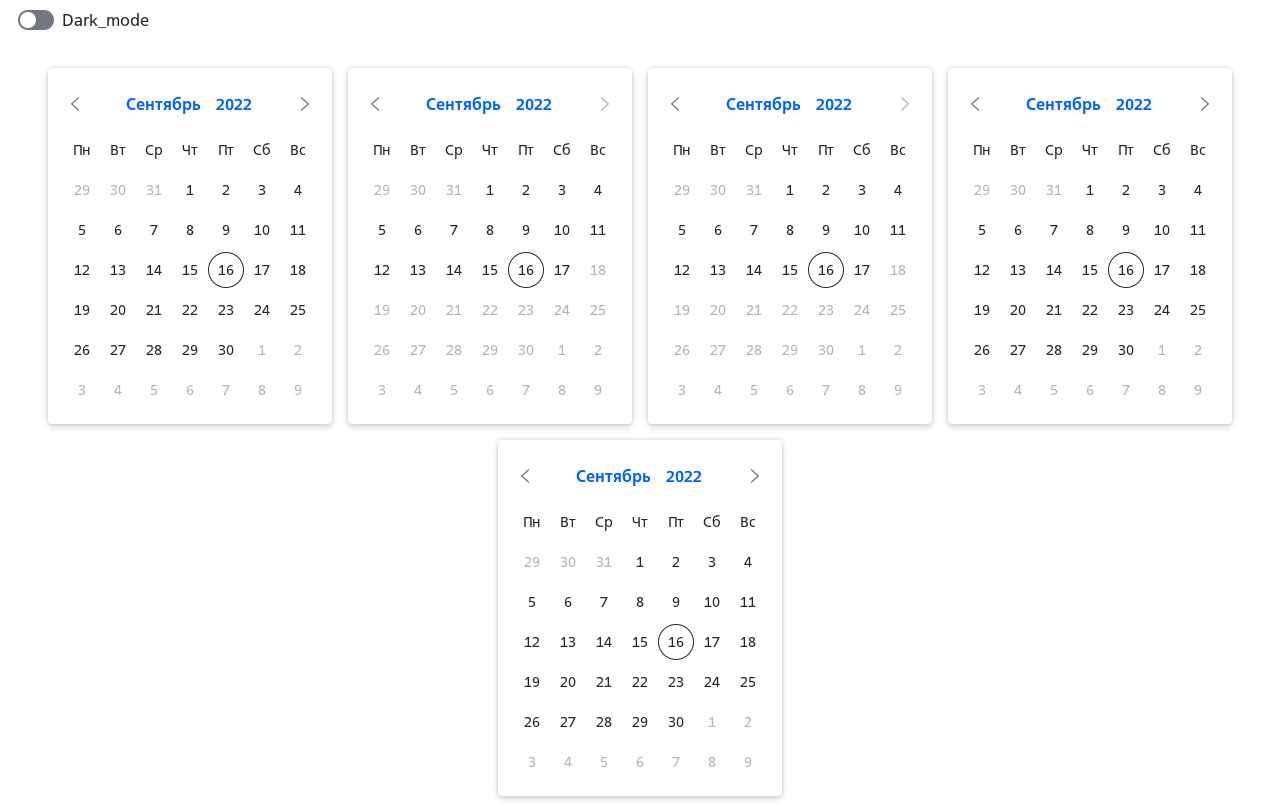 Dark_mode
Сентябрь 2022 Сентябрь 2022 Сентябрь 2022 Сентябрь 2022
Пн Вт Ср Чт Пт Сб Вс Пн Вт Ср Чт Пт Сб Вс Пн Вт Ср Чт Пт Сб Вс Пн Вт Ср Чт Пт Сб Вс
29 30 31 1 2 3 4 29 30 31 1 2 3 4 29 30 31 1 2 3 4 29 30 31 1 2 3 4
5 6 7 8 9 10 11 5 6 7 8 9 10 11 5 6 7 8 9 10 11 5 6 7 8 9 10 11
12 13 14 15 16 17 18 12 13 14 15 16 17 18 12 13 14 15 16 17 18 12 13 14 15 16 17 18
19 20 21 22 23 24 25 19 20 21 22 23 24 25 19 20 21 22 23 24 25 19 20 21 22 23 24 25
26 27 28 29 30 1 2 26 27 28 29 30 1 2 26 27 28 29 30 1 2 26 27 28 29 30 1 2
3 4 5 6 7 8 9 3 4 5 6 7 8 9 3 4 5 6 7 8 9 3 4 5 6 7 8 9
Сентябрь 2022
Пн Вт Ср Чт Пт Сб Вс
29 30 31 1 2 3 4
5 6 7 8 9 10 11
12 13 14 15 16 17 18
19 20 21 22 23 24 25
26 27 28 29 30 1 2
3 4 5 6 7 8 9